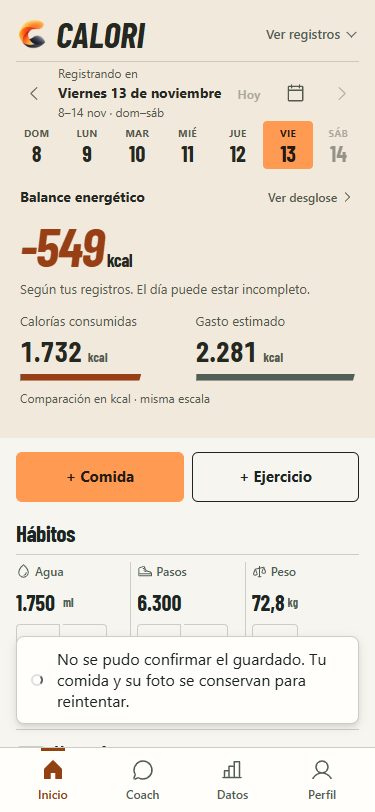 CALORI
Ver registros
Registrando en
Viernes 13 de noviembre
Hoy
8–14 nov · dom–sáb
DOM LUN MAR MIÉ JUE VIE SÁB
8 9 10 11 12 13 14
Balance energético
Ver desglose
-549 kcal
Según tus registros. El día puede estar incompleto.
Calorías consumidas
Gasto estimado
1.732 kcal
2.281 kcal
Comparación en kcal · misma escala
+ Comida
+ Ejercicio
Hábitos
Agua
Pasos
Peso
1.750 ml
6.300
72,8 kg
No se pudo confirmar el guardado. Tu
comida y su foto se conservan para
reintentar.
Inicio
Coach
Datos
Perfil